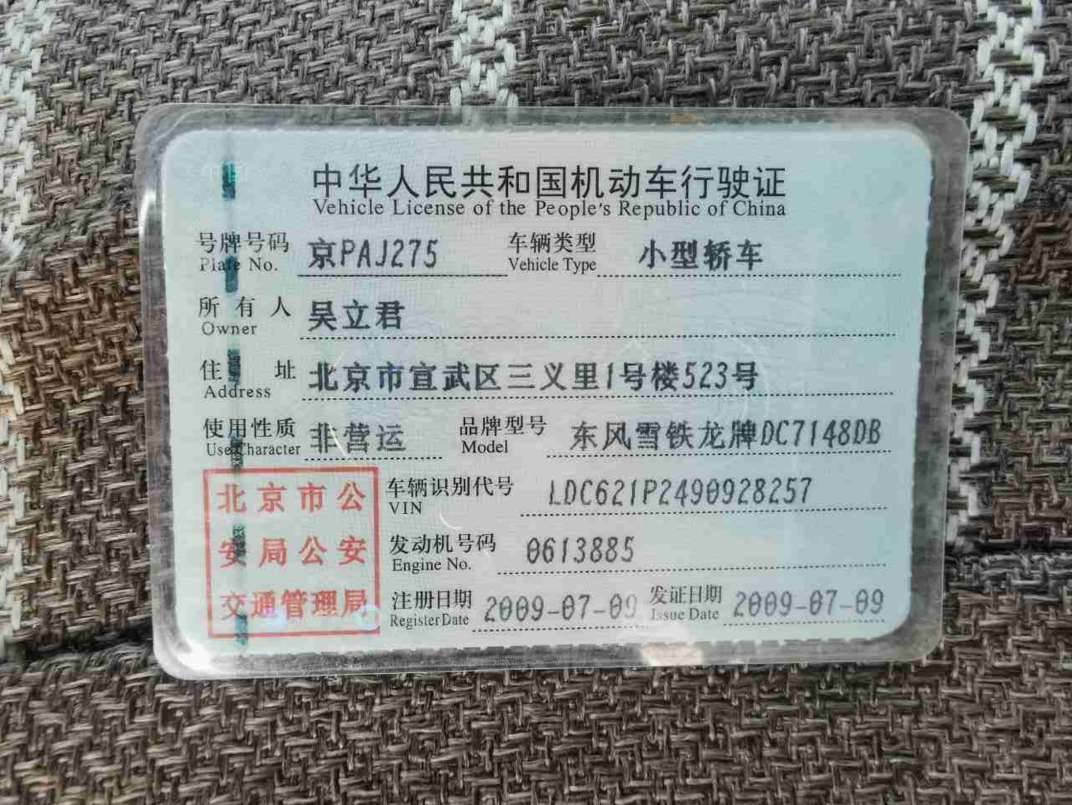 中华人民共和国机动车行驶证
Vehicle License of the People's Republic of China
号牌号码 京PAJ275 车辆类型 小型轿车
Plate No. Vehicle Type
所有人 吴立君
Owner
住址 北京市宣武区三义里1号楼523号
Address
使用性质 非营运 品牌型号 东风雪铁龙牌DC7148DB
Use Character Model
北京市公
安局公安
交通管理局
车辆识别代号 LDC621P2490928257
VIN
发动机号码 0613885
Engine No.
注册日期 2009-07-09 发证日期 2009-07-09
Register Date Issue Date